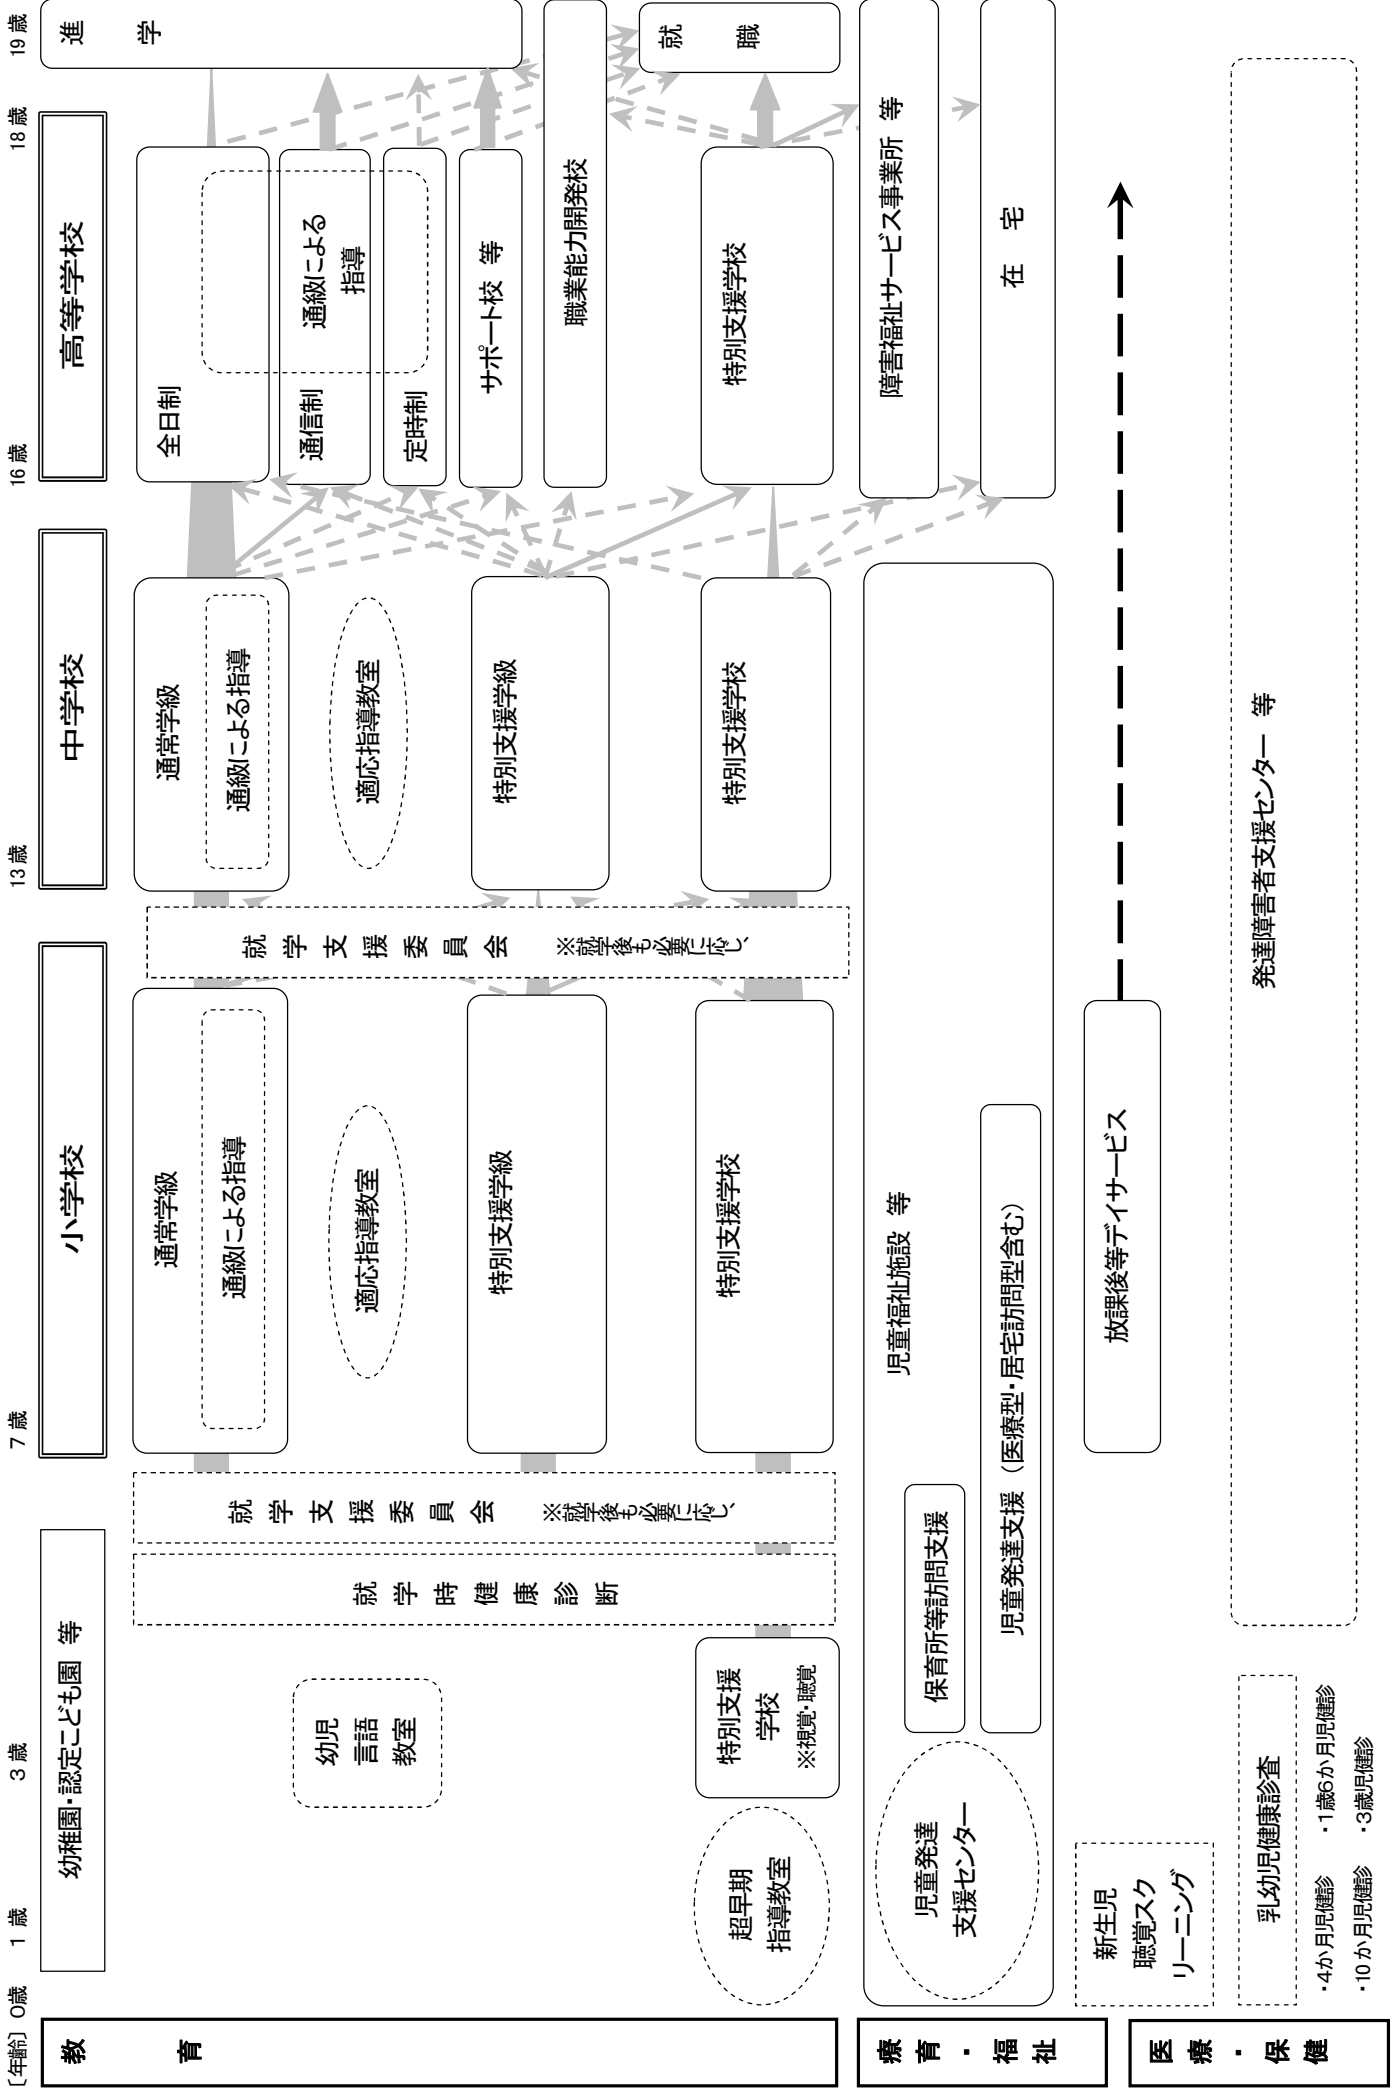 ［年齢］
0歳
1歳
3歳
7歳
13歳
16歳
18歳
19歳
教育
幼稚園・認定こども園 等
小学校
中学校
高等学校
進学
就学時健康診断
就学支援委員会 ※就学後も必要に応じ、
通常学級
通級による指導
就学支援委員会 ※就学後も必要に応じ、
通常学級
通級による指導
全日制
通級による
指導
通信制
定時制
幼児
言語
教室
適応指導教室
適応指導教室
サポート校 等
特別支援学級
特別支援学級
職業能力開発校
就職
超早期
指導教室
特別支援
学校
※視覚・聴覚
特別支援学校
特別支援学校
特別支援学校
療育・福祉
児童発達
支援センター
児童福祉施設 等
保育所等訪問支援
児童発達支援（医療型・居宅訪問型含む）
障害福祉サービス事業所 等
在宅
放課後等デイサービス
医療・保健
新生児
聴覚スク
リーニング
乳幼児健康診査
・4か月児健診 ・1歳6か月児健診
・10か月児健診 ・3歳児健診
発達障害者支援センター 等